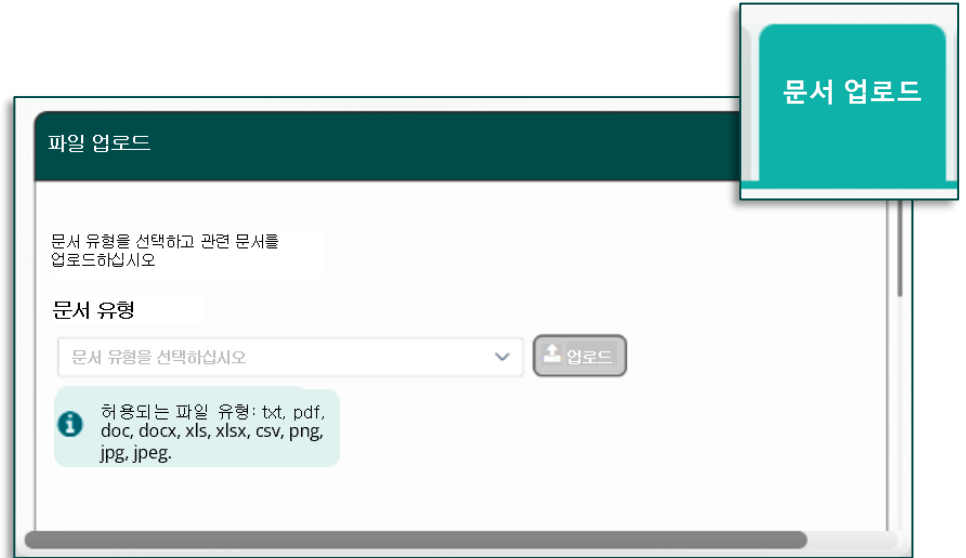 문서 업로드
파일 업로드
문서 유형을 선택하고 관련 문서를
업로드하십시오
문서 유형
문서 유형을 선택하십시오
업로드
허용되는 파일 유형: txt, pdf,
doc, docx, xls, xlsx, csv, png,
jpg, jpeg.